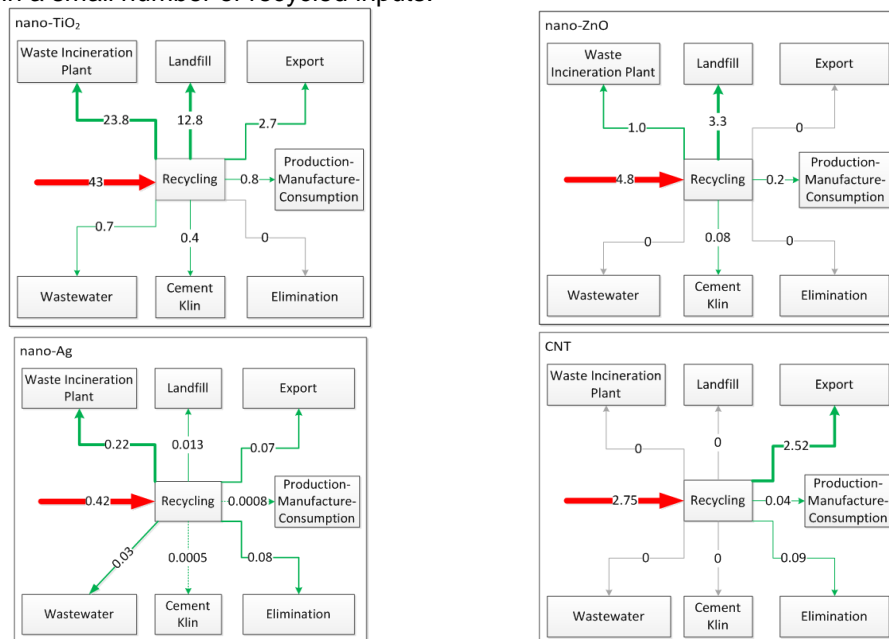 in a small number of recycled inputs.
nano-TiO₂
Waste Incineration
Plant
Landfill
Export
23.8
12.8
2.7
43
Recycling
0.8
Production-
Manufacture-
Consumption
0.7
0.4
0
Wastewater
Cement
Klin
Elimination
nano-ZnO
Waste
Incineration Plant
Landfill
Export
1.0
3.3
0
4.8
Recycling
0.2
Production-
Manufacture-
Consumption
0
0.08
0
Wastewater
Cement
Klin
Elimination
nano-Ag
Waste Incineration
Plant
Landfill
Export
0.22
0.013
0.07
0.42
Recycling
0.0008
Production-
Manufacture-
Consumption
0.03
0.0005
0.08
Wastewater
Cement
Klin
Elimination
CNT
Waste Incineration
Plant
Landfill
Export
0
0
2.52
2.75
Recycling
0.04
Production-
Manufacture-
Consumption
0
0
0.09
Wastewater
Cement
Klin
Elimination